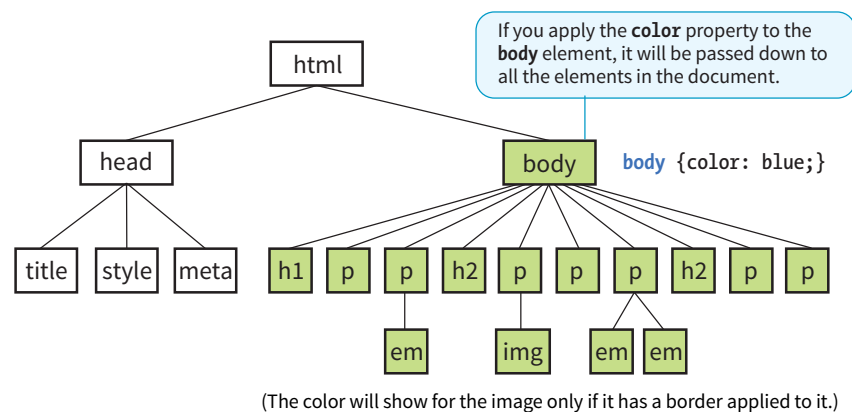 If you apply the color property to the
body element, it will be passed down to
all the elements in the document.
html
head
body
body {color: blue;}
title style meta h1 p p h2 p p p h2 p p
em img em em
(The color will show for the image only if it has a border applied to it.)